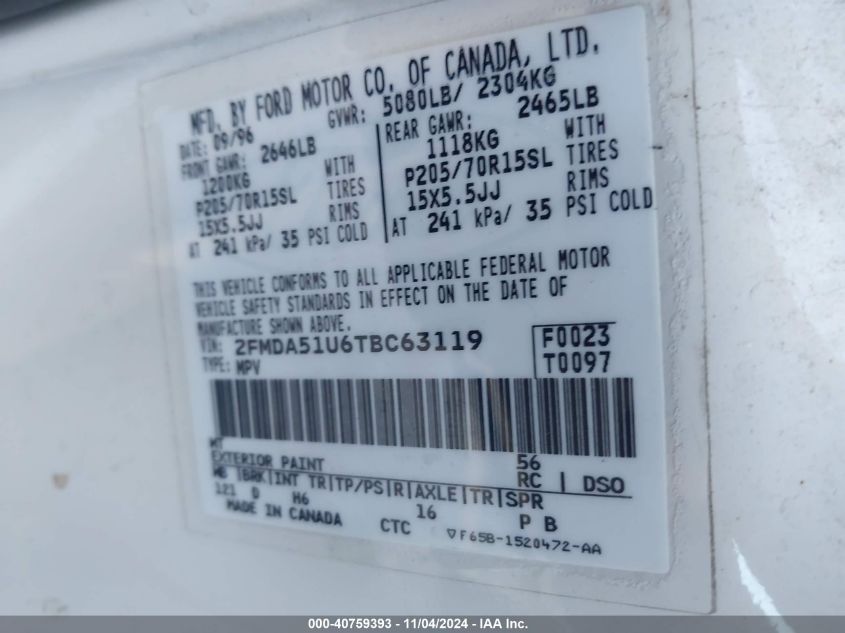 MFD. BY FORD MOTOR CO. OF CANADA, LTD.
DATE: 09/96 GVWR: 5080LB/ 2304KG
FRONT GAWR: 2646LB
1200KG WITH
P205/70R15SL TIRES
15X5.5JJ RIMS
AT 241 kPa/ 35 PSI COLD
REAR GAWR: 2465LB
1118KG WITH
P205/70R15SL TIRES
15X5.5JJ RIMS
AT 241 kPa/ 35 PSI COLD
THIS VEHICLE CONFORMS TO ALL APPLICABLE FEDERAL MOTOR
VEHICLE SAFETY STANDARDS IN EFFECT ON THE DATE OF
MANUFACTURE SHOWN ABOVE.
VIN: 2FMDA51U6TBC63119 F0023
TYPE: MPV T0097
WT
EXTERIOR PAINT 56
WB |BRK|INT TR|TP/PS|R|AXLE|TR|SPR RC | DSO
121 D H6 16 P B
MADE IN CANADA CTC ▽F65B-1520472-AA
000-40759393 — 11/04/2024 — IAA Inc.